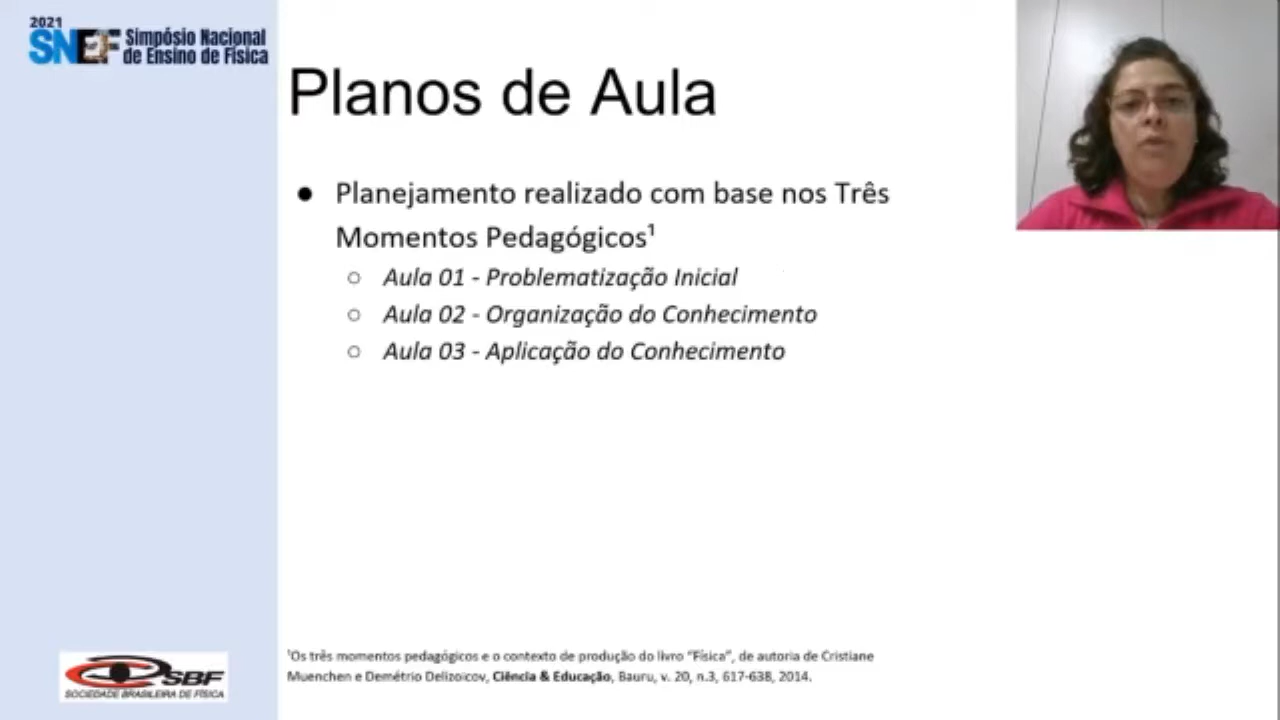 2021
SNEF Simpósio Nacional
de Ensino de Física
Planos de Aula
● Planejamento realizado com base nos Três
Momentos Pedagógicos¹
○ Aula 01 - Problematização Inicial
○ Aula 02 - Organização do Conhecimento
○ Aula 03 - Aplicação do Conhecimento
¹Os três momentos pedagógicos e o contexto de produção do livro “Física”, de autoria de Cristiane
Muenchen e Demétrio Delizoicov, Ciência & Educação, Bauru, v. 20, n.3, 617-638, 2014.
SBF
SOCIEDADE BRASILEIRA DE FÍSICA